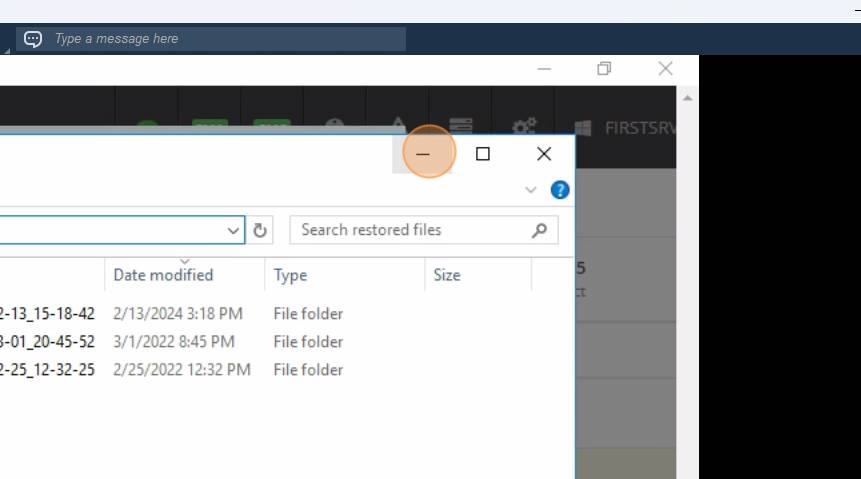 Type a message here
FIRSTSRV
Search restored files
5
Date modified
Type
Size
2-13_15-18-42 2/13/2024 3:18 PM File folder
3-01_20-45-52 3/1/2022 8:45 PM File folder
2-25_12-32-25 2/25/2022 12:32 PM File folder